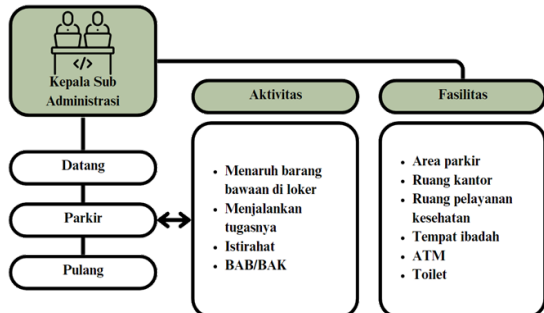 </>
Kepala Sub
Administrasi
Datang
Parkir
Pulang
Aktivitas
• Menaruh barang
bawaan di loker
• Menjalankan
tugasnya
• Istirahat
• BAB/BAK
Fasilitas
• Area parkir
• Ruang kantor
• Ruang pelayanan
kesehatan
• Tempat ibadah
• ATM
• Toilet